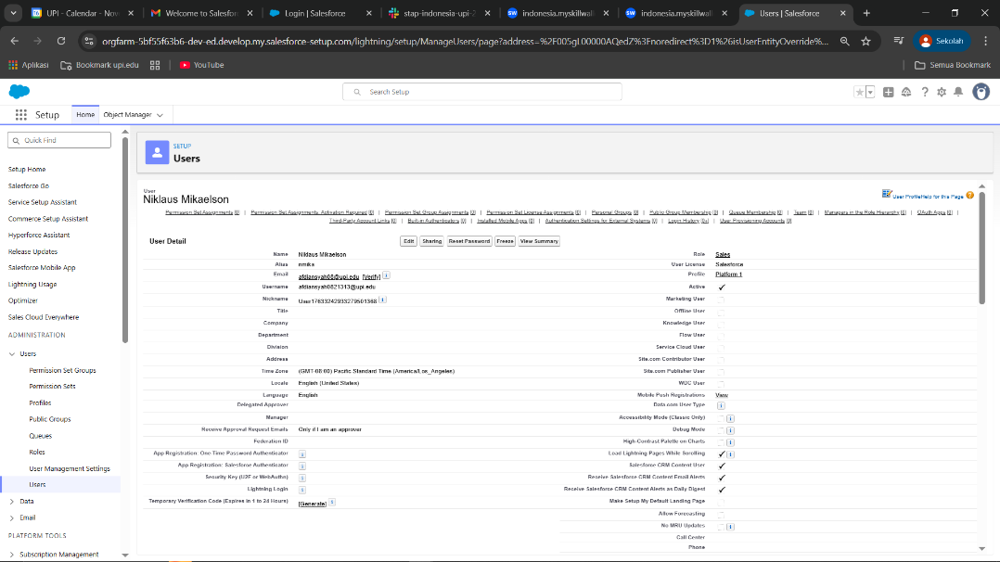 UPI - Calendar - Nov
Welcome to Salesfor
Login | Salesforce
stap-indonesia-upi-2
indonesia.myskillwall
indonesia.myskillwall
Users | Salesforce
orgfarm-5bf55f63b6-dev-ed.develop.my.salesforce-setup.com/lightning/setup/ManageUsers/page?address=%2F005gL00000AQedZ%3Fnoredirect%3D1%26isUserEntityOverride%...
Sekolah
Aplikasi
Bookmark upi.edu
YouTube
Semua Bookmark
Search Setup
Setup
Home
Object Manager
Quick Find
Setup Home
Salesforce Go
Service Setup Assistant
Commerce Setup Assistant
Hyperforce Assistant
Release Updates
Salesforce Mobile App
Lightning Usage
Optimizer
Sales Cloud Everywhere
ADMINISTRATION
Users
Permission Set Groups
Permission Sets
Profiles
Public Groups
Queues
Roles
User Management Settings
Users
Data
Email
PLATFORM TOOLS
Subscription Management
SETUP
Users
User
Niklaus Mikaelson
User Profile Help for this Page
Permission Set Assignments [0] | Permission Set Assignments: Activation Required [0] | Permission Set Group Assignments [0] | Permission Set License Assignments [0] | Personal Groups [0] | Public Group Membership [0] | Queue Membership [0] | Team [0] | Managers in the Role Hierarchy [0] | OAuth Apps [0] |
Third-Party Account Links [0] | Built-in Authenticators [0] | Installed Mobile Apps [0] | Authentication Settings for External Systems [0] | Login History [0+] | User Provisioning Accounts [0]
User Detail
Edit Sharing Reset Password Freeze View Summary
Name Niklaus Mikaelson
Alias nmika
Email afdiansyah08@upi.edu [Verify] i
Username afdiansyah0821313@upi.edu
Nickname User17633242933279501368 i
Title
Company
Department
Division
Address
Time Zone (GMT-08:00) Pacific Standard Time (America/Los_Angeles)
Locale English (United States)
Language English
Delegated Approver
Manager
Receive Approval Request Emails Only if I am an approver
Federation ID
App Registration: One-Time Password Authenticator i
App Registration: Salesforce Authenticator i
Security Key (U2F or WebAuthn) i
Lightning Login i
Temporary Verification Code (Expires in 1 to 24 Hours) [Generate] i
Role Sales
User License Salesforce
Profile Platform 1
Active
Marketing User
Offline User
Knowledge User
Flow User
Service Cloud User
Site.com Contributor User
Site.com Publisher User
WDC User
Mobile Push Registrations View
Data.com User Type i
Accessibility Mode (Classic Only) i
Debug Mode i
High-Contrast Palette on Charts i
Load Lightning Pages While Scrolling i
Salesforce CRM Content User
Receive Salesforce CRM Content Email Alerts
Receive Salesforce CRM Content Alerts as Daily Digest
Make Setup My Default Landing Page
Allow Forecasting
No MRU Updates i
Call Center
Phone